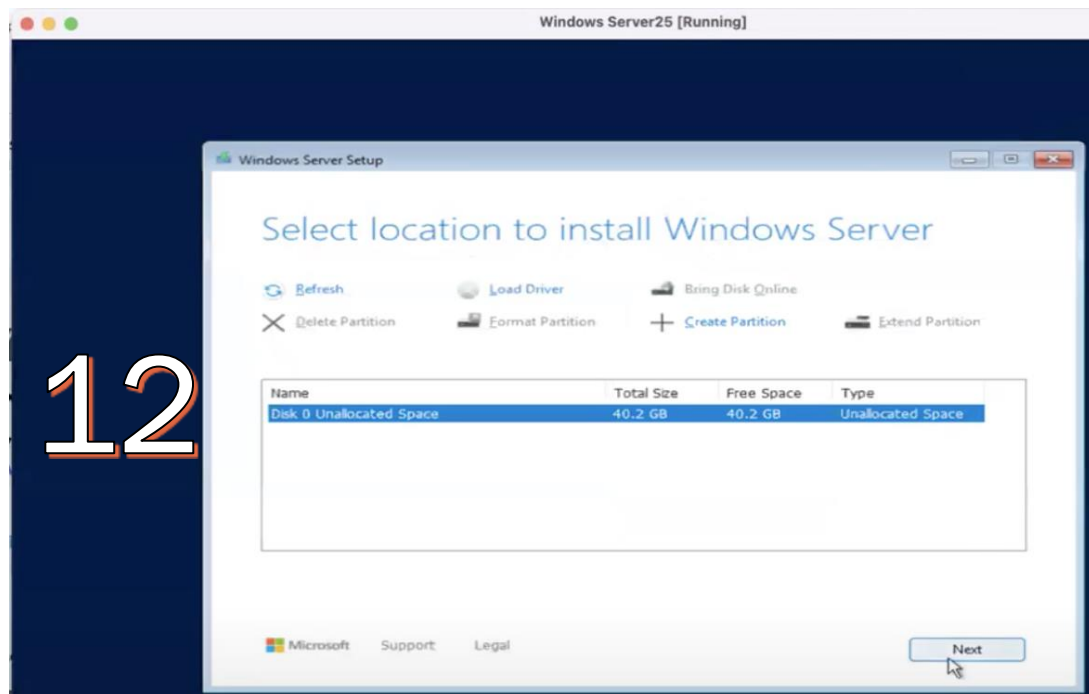 Windows Server25 [Running]
Windows Server Setup
Select location to install Windows Server
Refresh Load Driver Bring Disk Online
Delete Partition Format Partition Create Partition Extend Partition
12
Name Total Size Free Space Type
Disk 0 Unallocated Space 40.2 GB 40.2 GB Unallocated Space
Microsoft Support Legal
Next